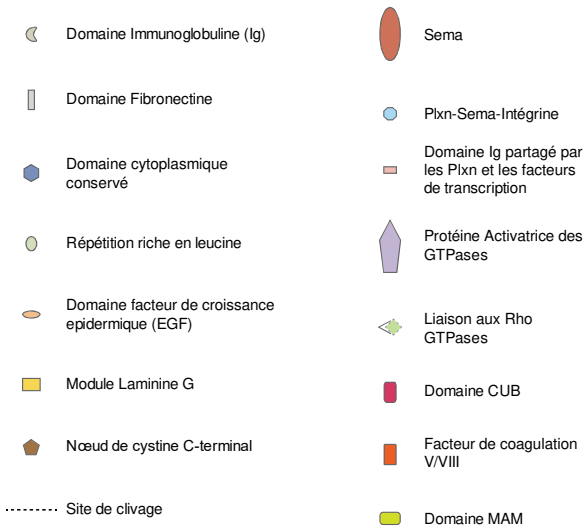 Domaine Immunoglobuline (Ig)
Domaine Fibronectine
Domaine cytoplasmique
conservé
Répétition riche en leucine
Domaine facteur de croissance
epidermique (EGF)
Module Laminine G
Nœud de cystine C-terminal
Site de clivage
Sema
Plxn-Sema-Intégrine
Domaine Ig partagé par
les Plxn et les facteurs
de transcription
Protéine Activatrice des
GTPases
Liaison aux Rho
GTPases
Domaine CUB
Facteur de coagulation
V/VIII
Domaine MAM